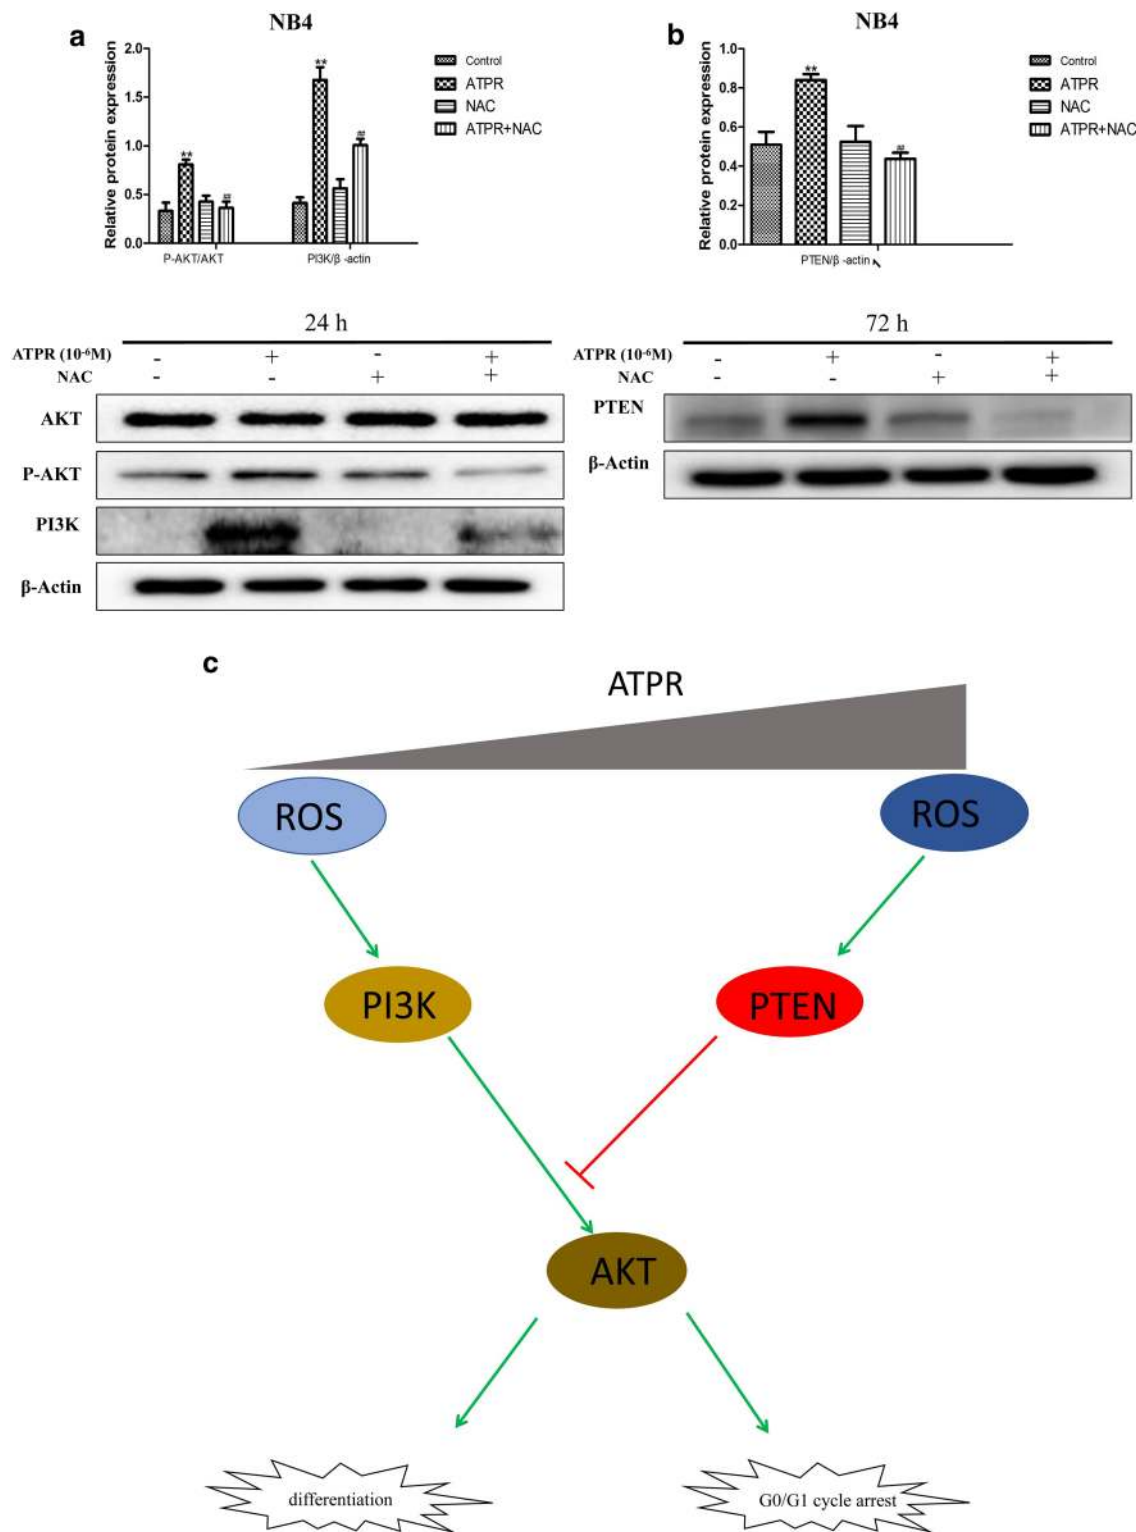 a
NB4
Relative protein expression
2.0
1.5
1.0
0.5
0.0
**
**
##
##
P-AKT/AKT
PI3K/β -actin
Control
ATPR
NAC
ATPR+NAC
b
NB4
Relative protein expression
1.0
0.8
0.6
0.4
0.2
0.0
**
##
PTEN/β -actin
Control
ATPR
NAC
ATPR+NAC
24 h
ATPR (10⁻⁶M) - + - +
NAC - - + +
AKT
P-AKT
PI3K
β-Actin
72 h
ATPR (10⁻⁶M) - + - +
NAC - - + +
PTEN
β-Actin
c
ATPR
ROS
ROS
PI3K
PTEN
AKT
differentiation
G0/G1 cycle arrest